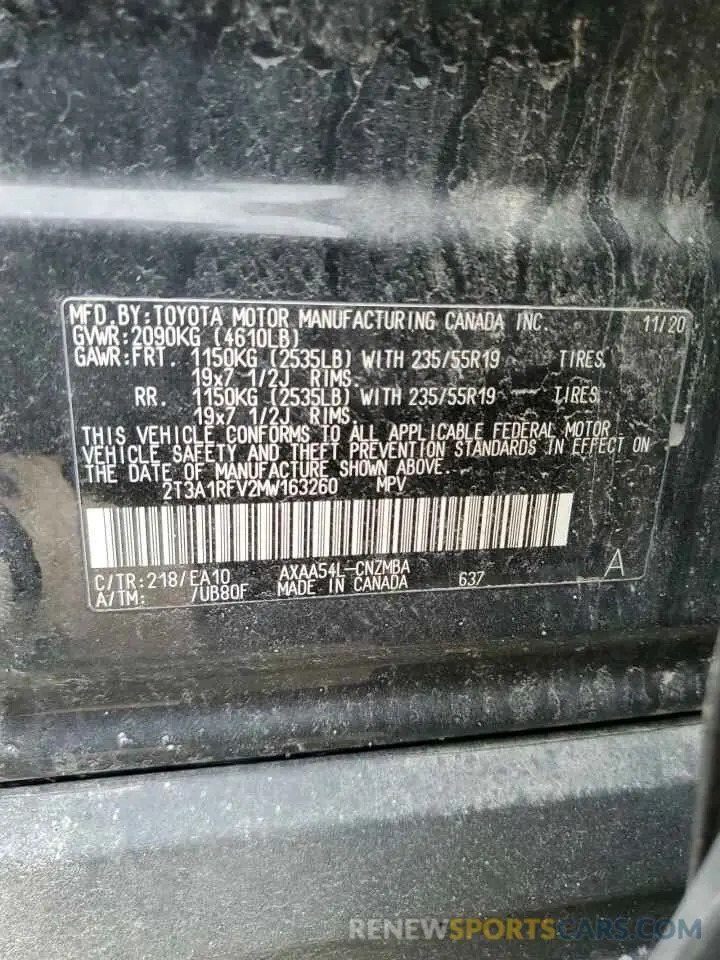 MFD.BY:TOYOTA MOTOR MANUFACTURING CANADA INC. 11/20
GVWR:2090KG (4610LB)
GAWR:FRT. 1150KG (2535LB) WITH 235/55R19 TIRES,
19x7 1/2J RIMS.
RR. 1150KG (2535LB) WITH 235/55R19 TIRES,
19x7 1/2J RIMS.
THIS VEHICLE CONFORMS TO ALL APPLICABLE FEDERAL MOTOR
VEHICLE SAFETY AND THEFT PREVENTION STANDARDS IN EFFECT ON
THE DATE OF MANUFACTURE SHOWN ABOVE.
2T3A1RFV2MW163260 MPV
C/TR:218/EA10 AXAA54L-CNZMBA A
A/TM: /UB80F MADE IN CANADA 637
RENEWSPORTSCARS.COM